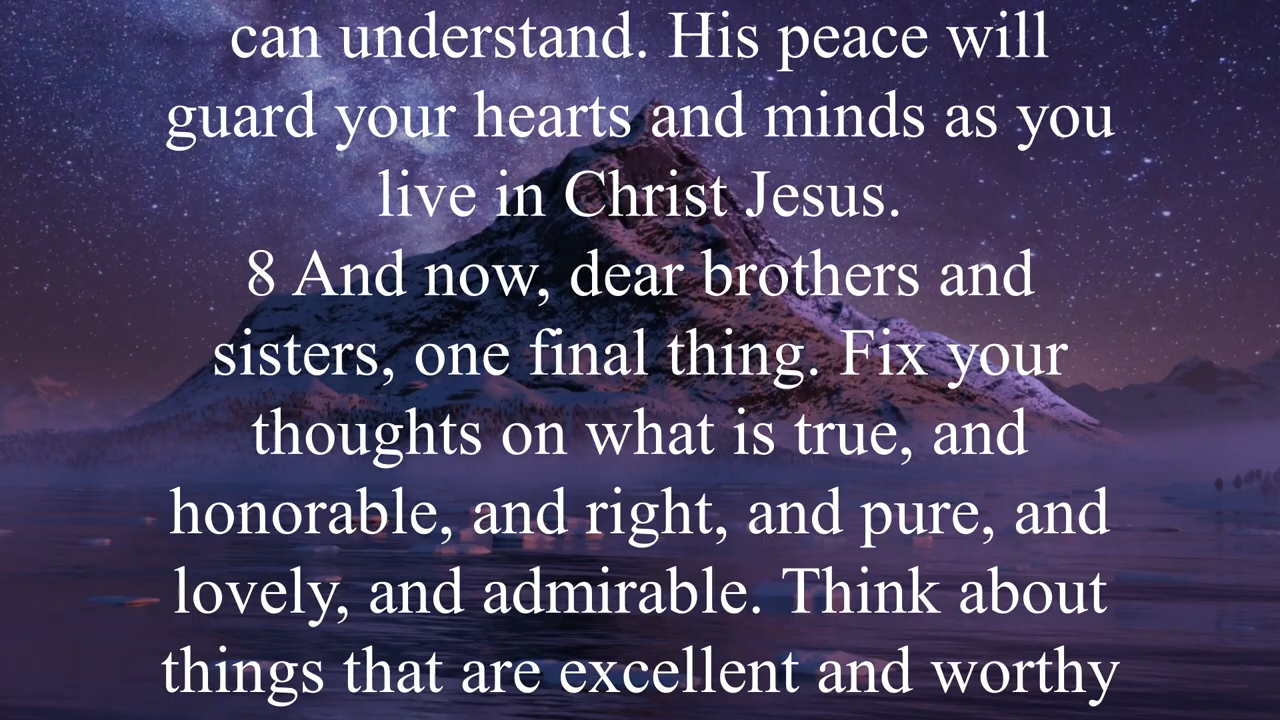 can understand. His peace will
guard your hearts and minds as you
live in Christ Jesus.
8 And now, dear brothers and
sisters, one final thing. Fix your
thoughts on what is true, and
honorable, and right, and pure, and
lovely, and admirable. Think about
things that are excellent and worthy